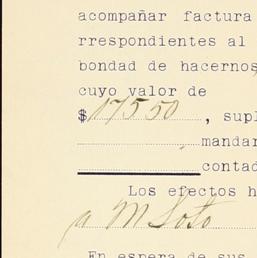 acompañar factura
rrespondientes al
bondad de hacernos
cuyo valor de
$ 175 50, supl
mandar
contad
Los efectos h
a M Soto
En espera de sus